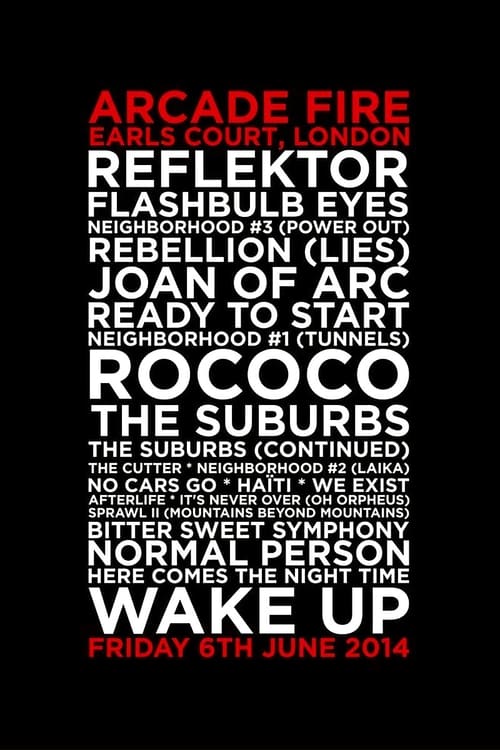 ARCADE FIRE
EARLS COURT, LONDON
REFLEKTOR
FLASHBULB EYES
NEIGHBORHOOD #3 (POWER OUT)
REBELLION (LIES)
JOAN OF ARC
READY TO START
NEIGHBORHOOD #1 (TUNNELS)
ROCOCO
THE SUBURBS
THE SUBURBS (CONTINUED)
THE CUTTER * NEIGHBORHOOD #2 (LAIKA)
NO CARS GO * HAÏTI * WE EXIST
AFTERLIFE * IT'S NEVER OVER (OH ORPHEUS)
SPRAWL II (MOUNTAINS BEYOND MOUNTAINS)
BITTER SWEET SYMPHONY
NORMAL PERSON
HERE COMES THE NIGHT TIME
WAKE UP
FRIDAY 6TH JUNE 2014